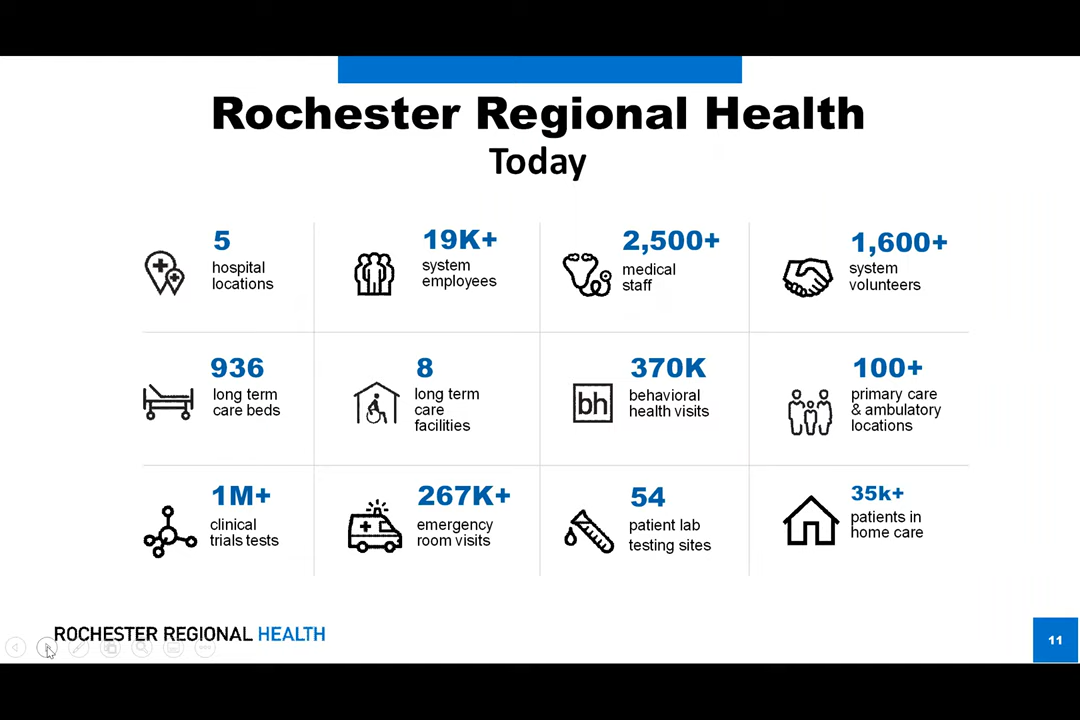 Rochester Regional Health
Today
5
hospital
locations
19K+
system
employees
2,500+
medical
staff
1,600+
system
volunteers
936
long term
care beds
8
long term
care
facilities
bh
370K
behavioral
health visits
100+
primary care
& ambulatory
locations
1M+
clinical
trials tests
267K+
emergency
room visits
54
patient lab
testing sites
35k+
patients in
home care
ROCHESTER REGIONAL HEALTH
11